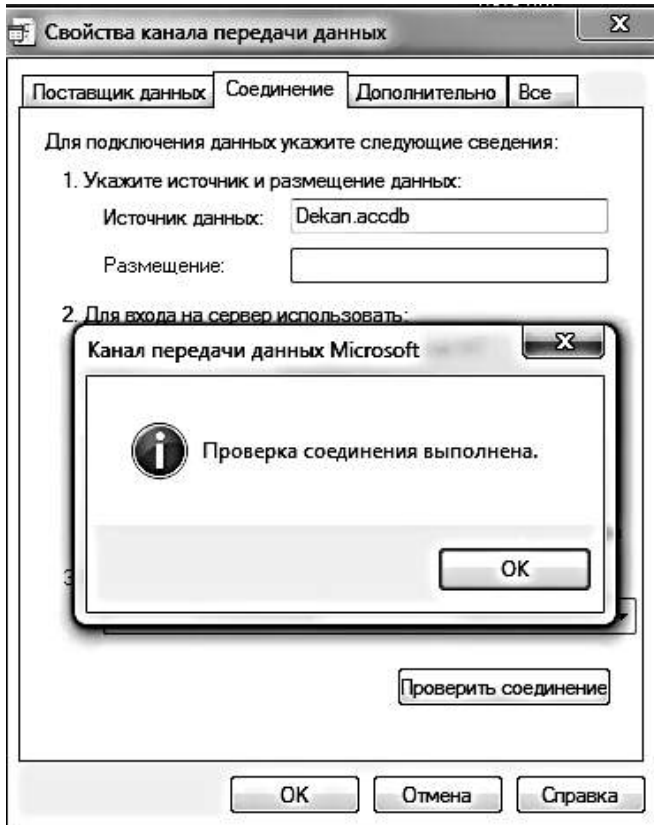 Свойства канала передачи данных
Поставщик данных
Соединение
Дополнительно
Все
Для подключения данных укажите следующие сведения:
1. Укажите источник и размещение данных:
Источник данных: Dekan.accdb
Размещение:
2. Для входа на сервер использовать:
Канал передачи данных Microsoft
Проверка соединения выполнена.
OK
Проверить соединение
OK
Отмена
Справка